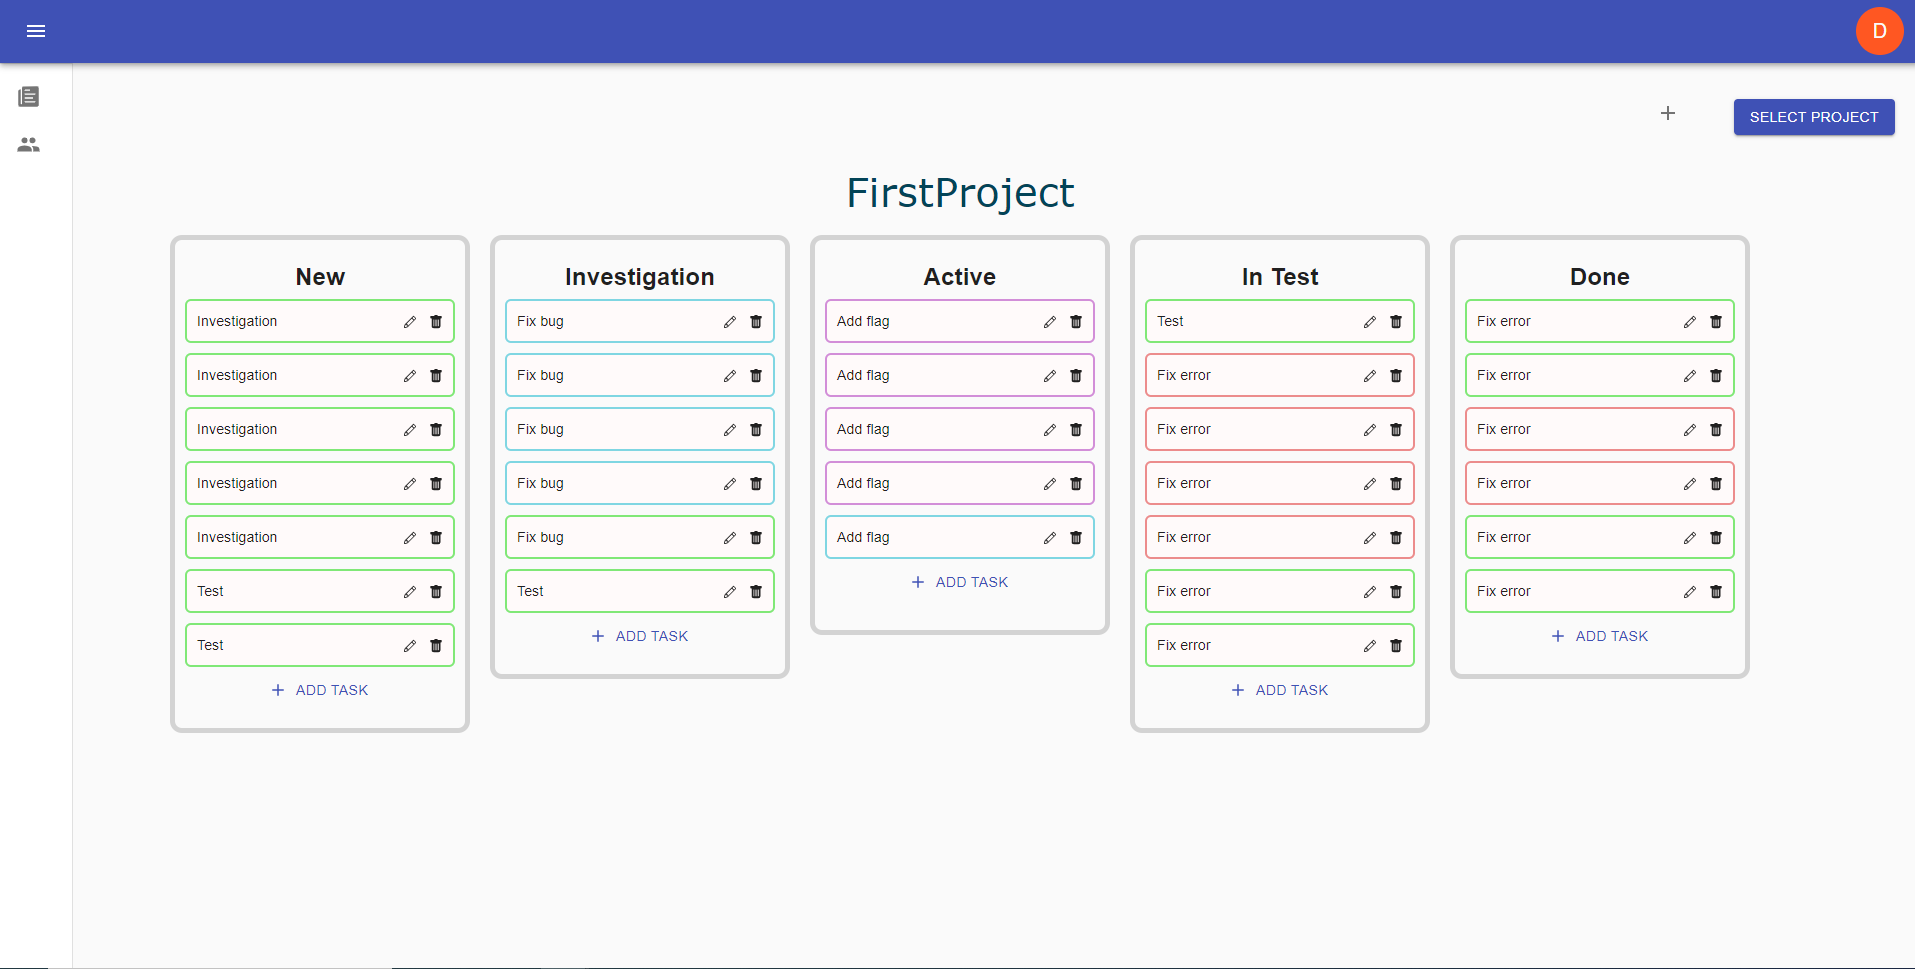 D
SELECT PROJECT
FirstProject
New
Investigation
Investigation
Investigation
Investigation
Investigation
Test
Test
ADD TASK
Investigation
Fix bug
Fix bug
Fix bug
Fix bug
Fix bug
Test
ADD TASK
Active
Add flag
Add flag
Add flag
Add flag
Add flag
ADD TASK
In Test
Test
Fix error
Fix error
Fix error
Fix error
Fix error
Fix error
ADD TASK
Done
Fix error
Fix error
Fix error
Fix error
Fix error
Fix error
ADD TASK